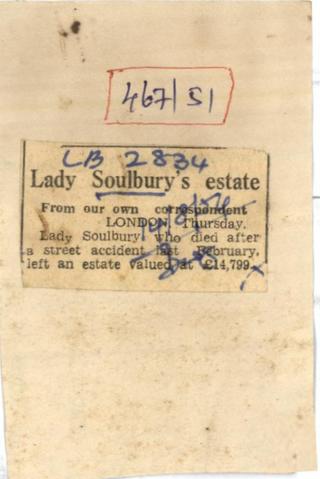 467/51
LB 2834
Lady Soulbury's estate
From our own correspondent
LONDON, Thursday.
Lady Soulbury, who died after
a street accident last February,
left an estate valued at £14,799.